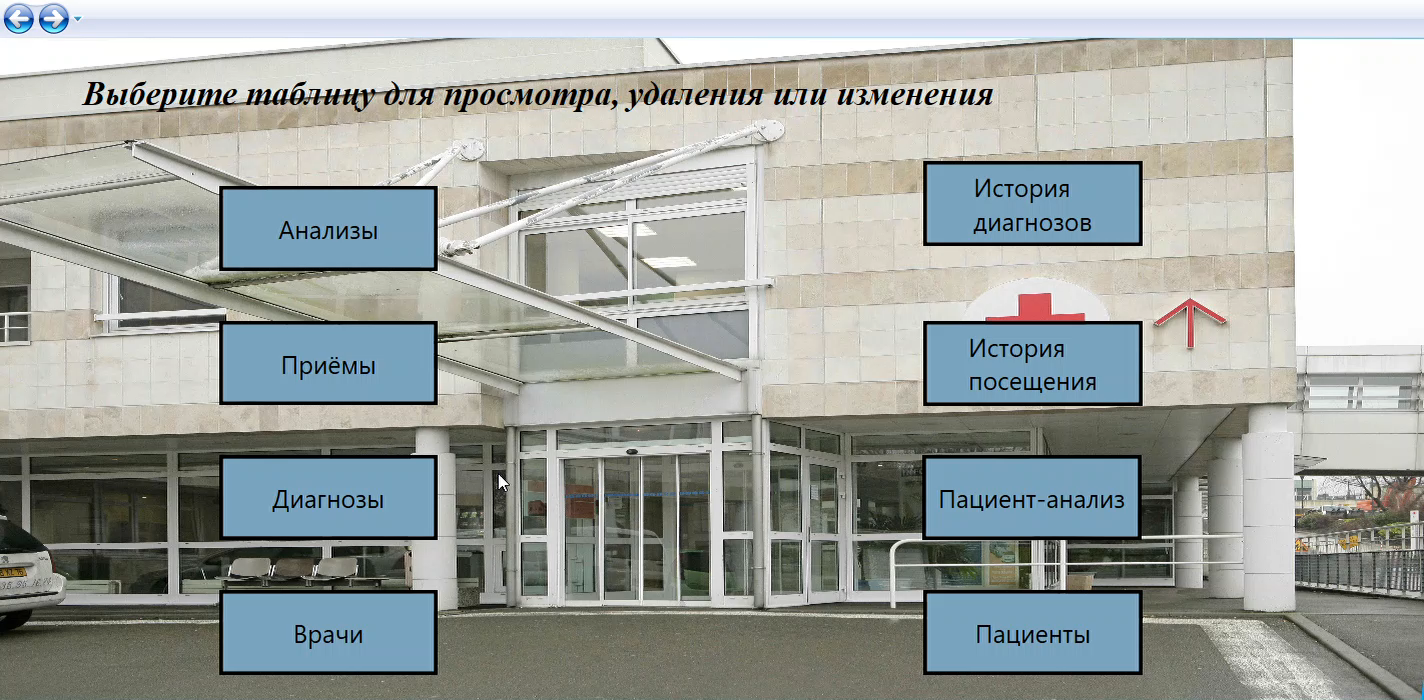 Выберите таблицу для просмотра, удаления или изменения
Анализы
Приёмы
Диагнозы
Врачи
История
диагнозов
История
посещения
Пациент-анализ
Пациенты